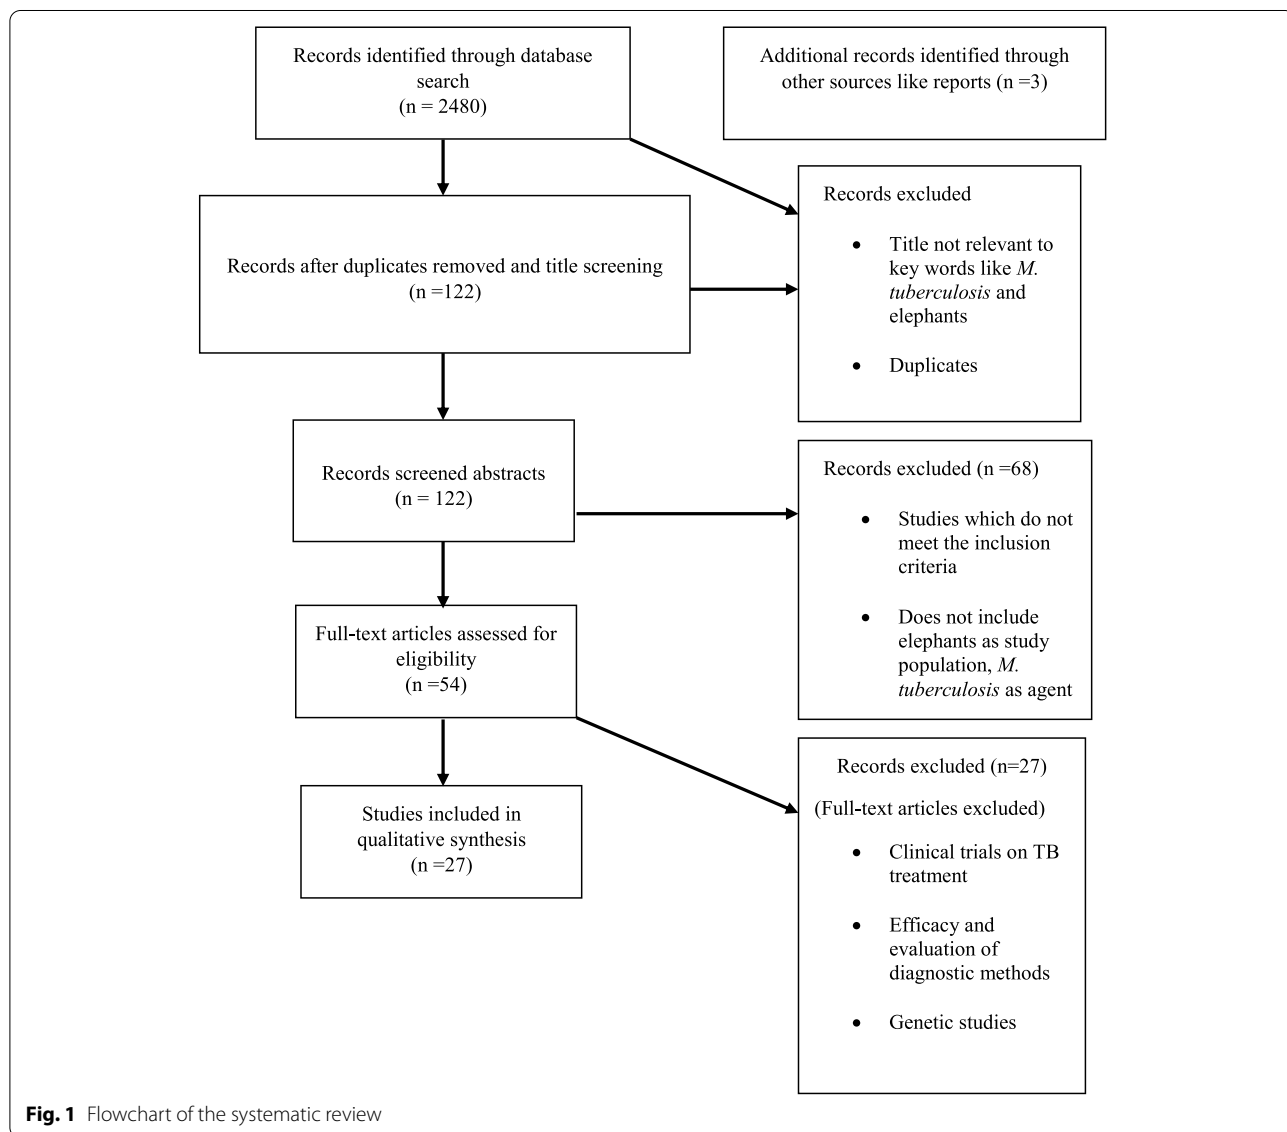 Records identified through database
search
(n = 2480)
Additional records identified through
other sources like reports (n =3)
Records after duplicates removed and title screening
(n =122)
Records excluded
• Title not relevant to
key words like M.
tuberculosis and
elephants
• Duplicates
Records screened abstracts
(n = 122)
Records excluded (n =68)
• Studies which do not
meet the inclusion
criteria
• Does not include
elephants as study
population, M.
tuberculosis as agent
Full-text articles assessed for
eligibility
(n =54)
Records excluded (n=27)
(Full-text articles excluded)
• Clinical trials on TB
treatment
• Efficacy and
evaluation of
diagnostic methods
• Genetic studies
Studies included in
qualitative synthesis
(n =27)
Fig. 1 Flowchart of the systematic review